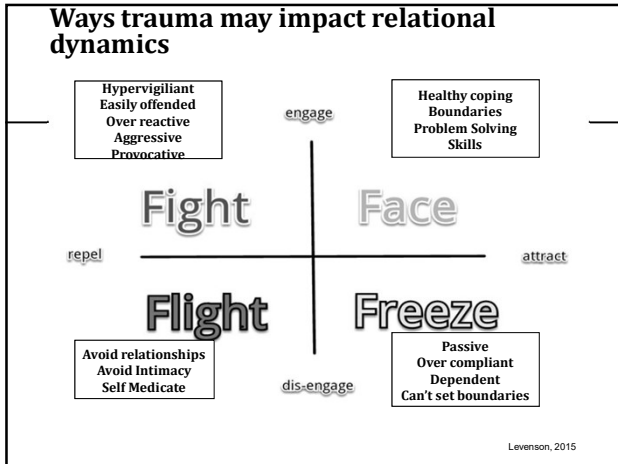 Ways trauma may impact relational
dynamics
Hypervigiliant
Easily offended
Over reactive
Aggressive
Provocative
engage
Healthy coping
Boundaries
Problem Solving
Skills
Fight
Face
repel
attract
Flight
Freeze
Avoid relationships
Avoid Intimacy
Self Medicate
dis-engage
Passive
Over compliant
Dependent
Can't set boundaries
Levenson, 2015